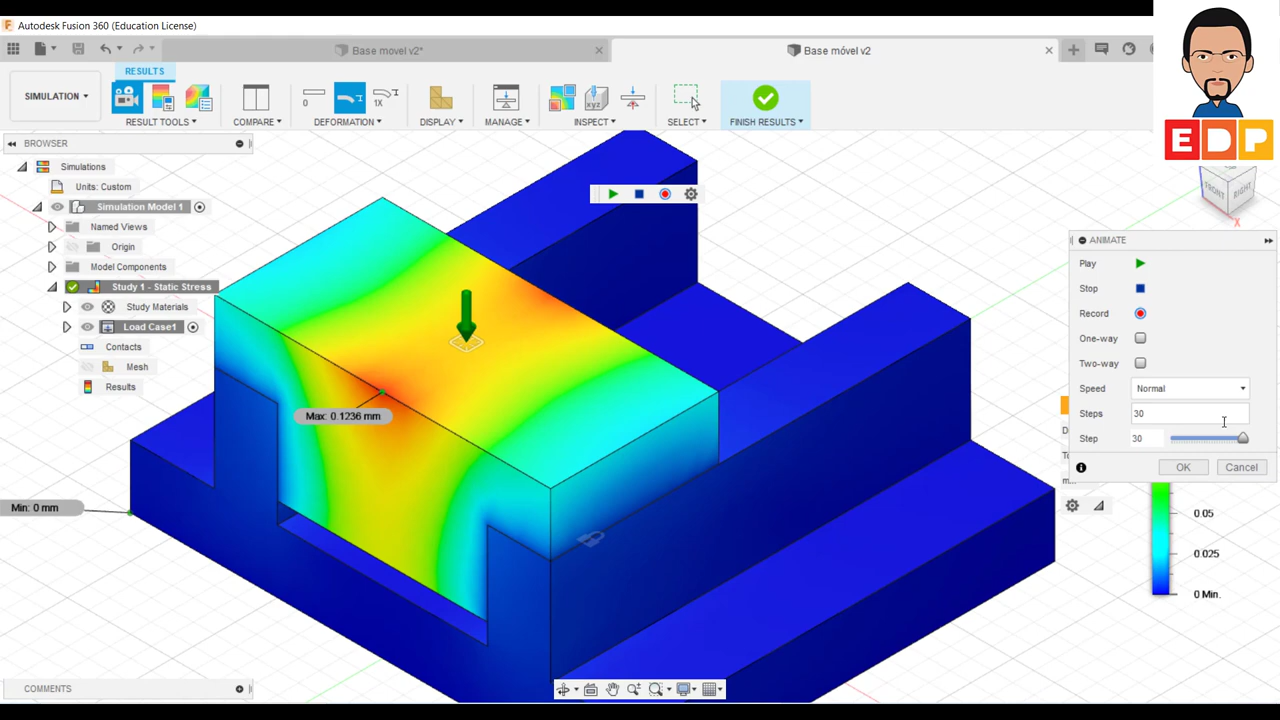 Autodesk Fusion 360 (Education License)
Base movel v2*
Base móvel v2
RESULTS
SIMULATION
0
1X
RESULT TOOLS
COMPARE
DEFORMATION
DISPLAY
MANAGE
INSPECT
SELECT
FINISH RESULTS
EDP
BROWSER
Simulations
Units: Custom
Simulation Model 1
Named Views
Origin
Model Components
Study 1 - Static Stress
Study Materials
Load Case1
Contacts
Mesh
Results
Max: 0.1236 mm
Min: 0 mm
FRONT
RIGHT
X
ANIMATE
Play
Stop
Record
One-way
Two-way
Speed Normal
Steps 30
Step 30
OK Cancel
0.05
0.025
0 Min.
COMMENTS